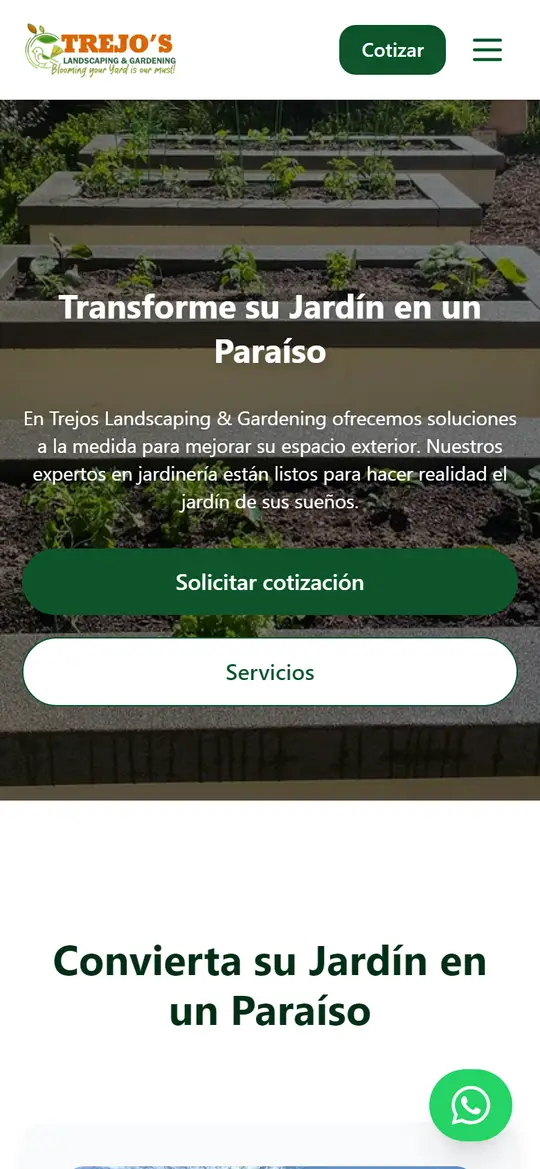 TREJO'S
LANDSCAPING & GARDENING
Blooming your Yard is our must!
Cotizar
Transforme su Jardín en un
Paraíso
En Trejos Landscaping & Gardening ofrecemos soluciones
a la medida para mejorar su espacio exterior. Nuestros
expertos en jardinería están listos para hacer realidad el
jardín de sus sueños.
Solicitar cotización
Servicios
Convierta su Jardín en
un Paraíso